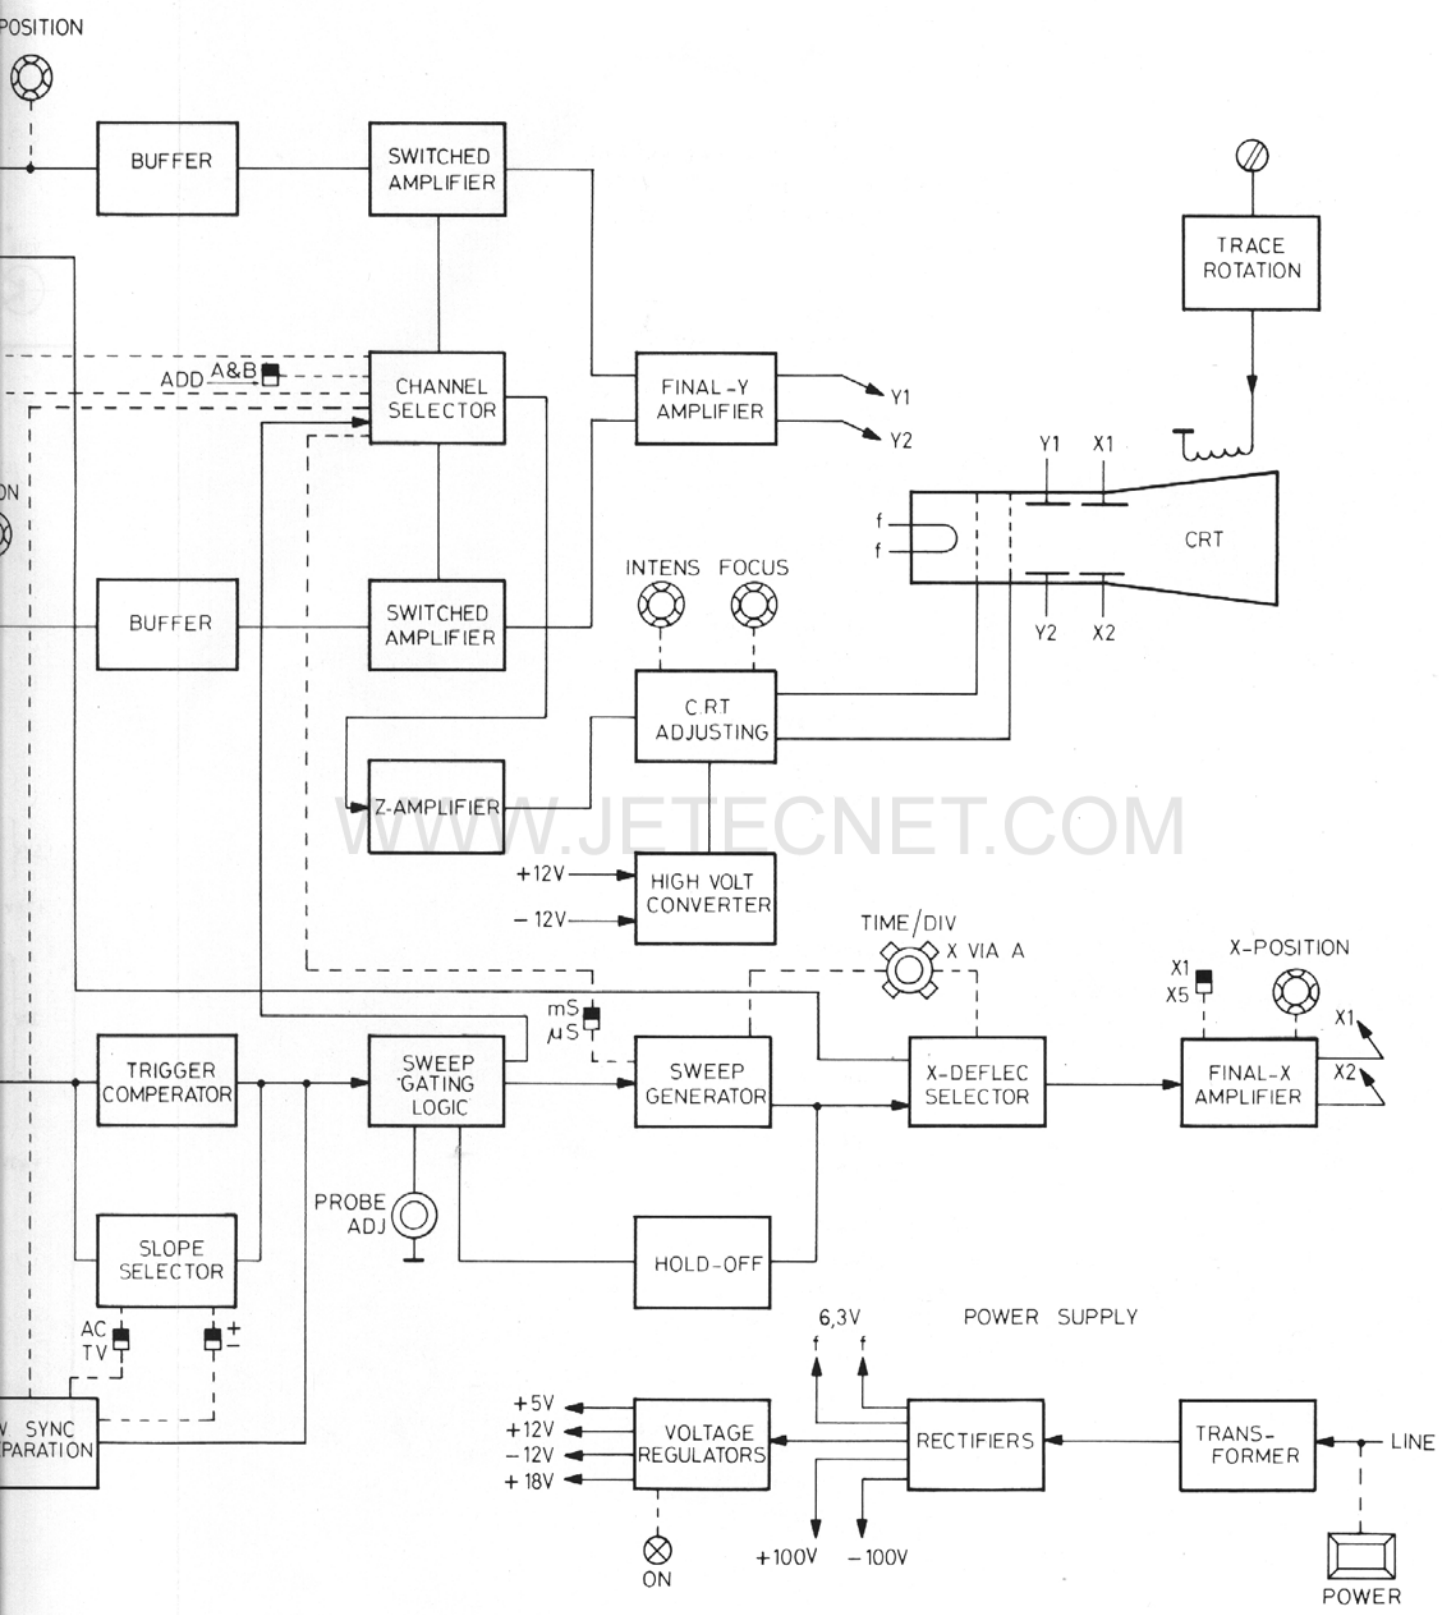 POSITION
BUFFER
SWITCHED
AMPLIFIER
TRACE
ROTATION
A&B
ADD
CHANNEL
SELECTOR
FINAL-Y
AMPLIFIER
Y1
Y2
Y1 X1
ON
f
f
CRT
INTENS FOCUS
BUFFER
SWITCHED
AMPLIFIER
Y2 X2
C.R.T
ADJUSTING
Z-AMPLIFIER
WWW.JETECNET.COM
+12V
-12V
HIGH VOLT
CONVERTER
TIME/DIV
X VIA A
X-POSITION
X1
X5
mS
µS
X1
X2
TRIGGER
COMPERATOR
SWEEP
GATING
LOGIC
SWEEP
GENERATOR
X-DEFLEC
SELECTOR
FINAL-X
AMPLIFIER
PROBE
ADJ
SLOPE
SELECTOR
HOLD-OFF
AC
TV
+
-
6,3V
f f
POWER SUPPLY
SYNC
PARATION
+5V
+12V
-12V
+18V
VOLTAGE
REGULATORS
RECTIFIERS
TRANS-
FORMER
LINE
+100V -100V
ON
POWER